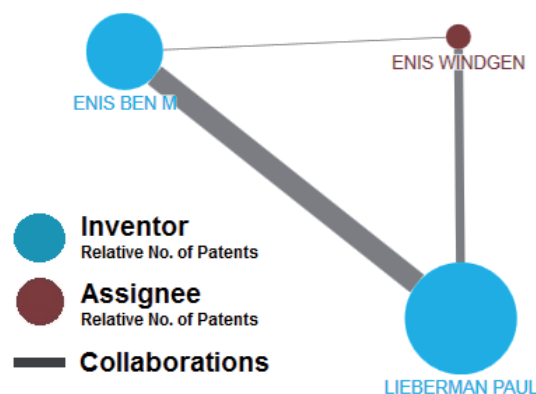 ENIS BEN M
ENIS WINDGEN
Inventor
Relative No. of Patents
Assignee
Relative No. of Patents
Collaborations
LIEBERMAN PAUL